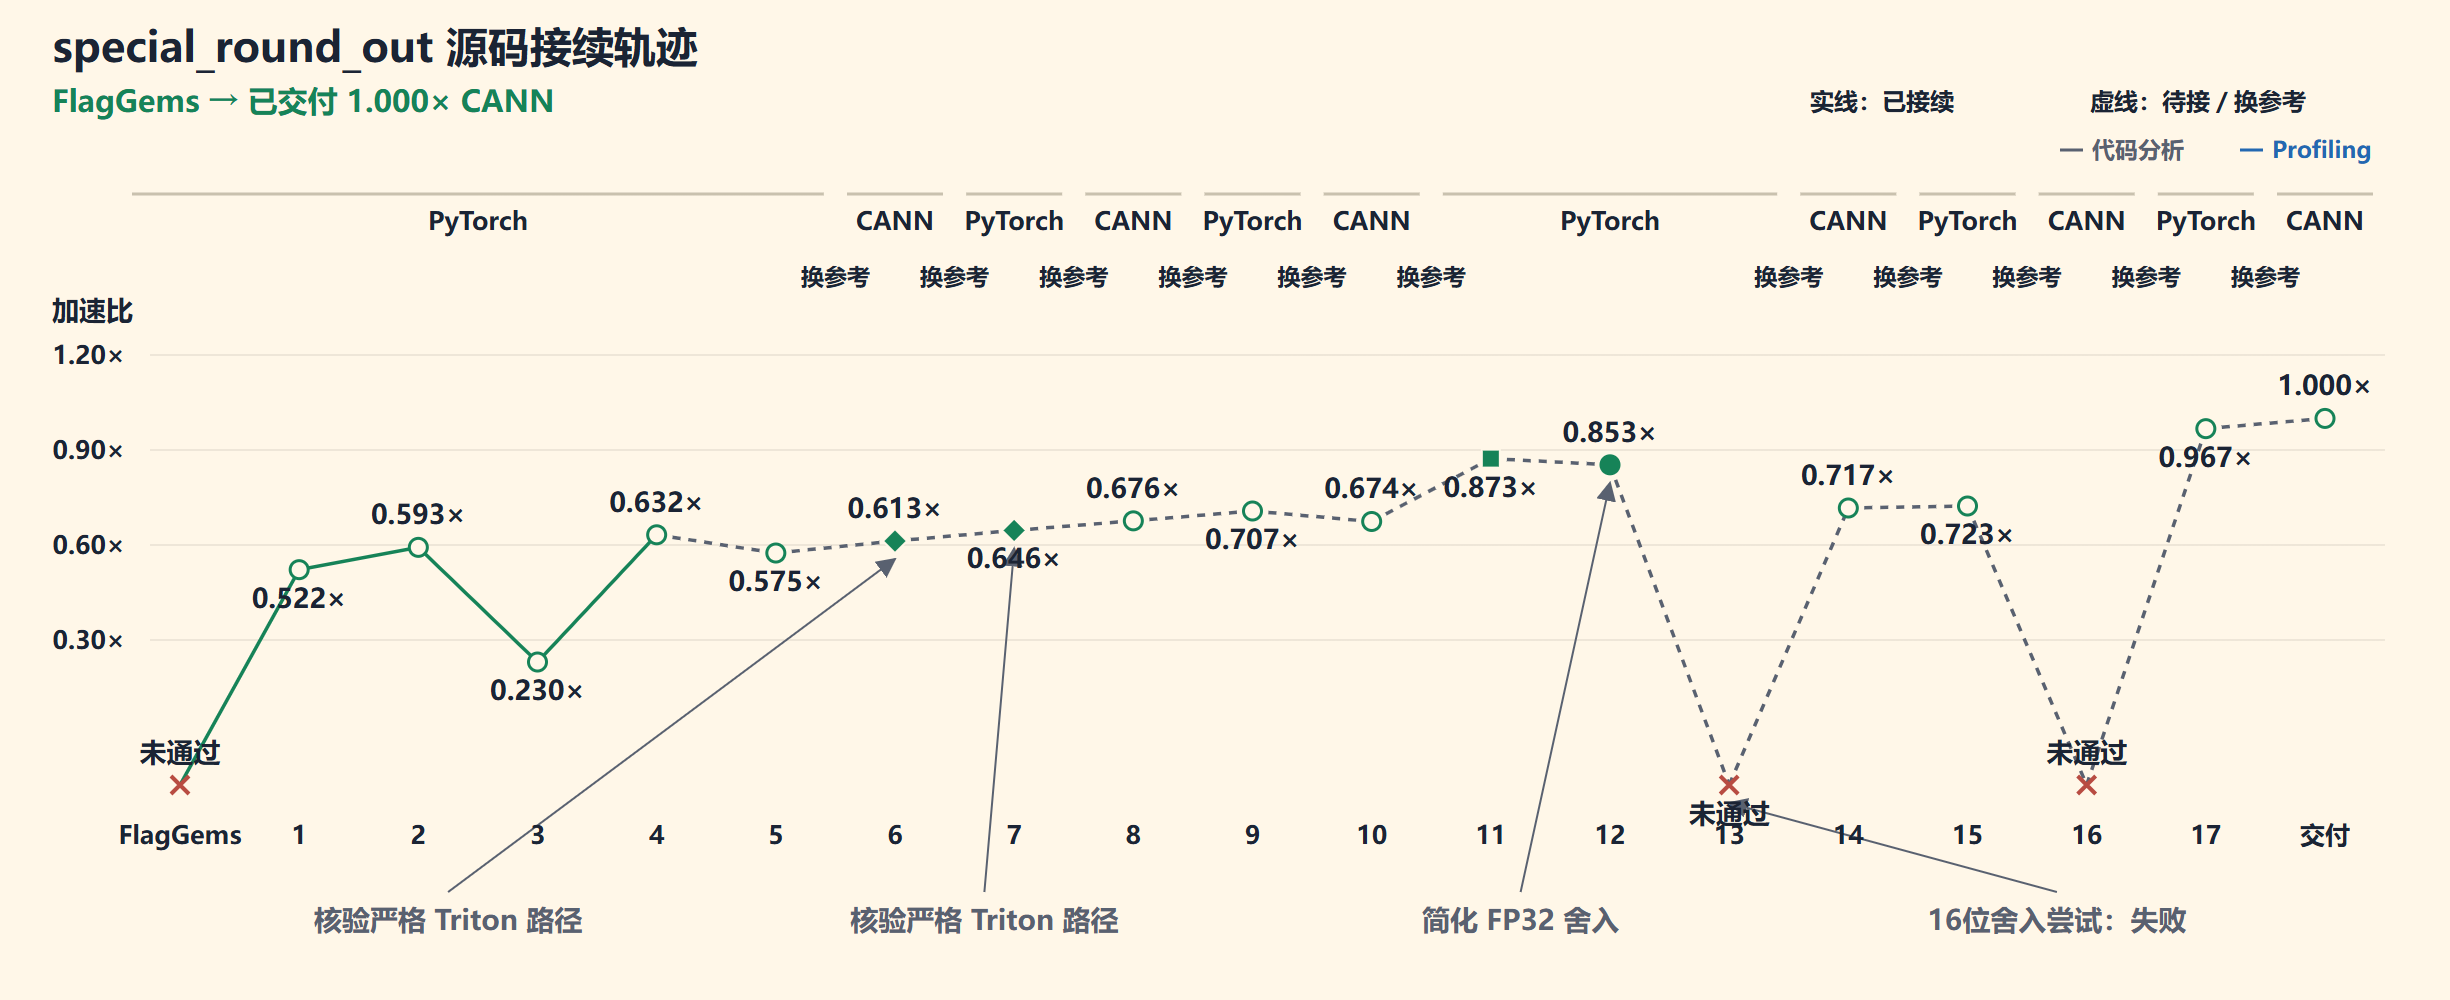 special_round_out 源码接续轨迹
FlagGems → 已交付 1.000× CANN
实线：已接续 虚线：待接 / 换参考
代码分析 Profiling
PyTorch CANN PyTorch CANN PyTorch CANN PyTorch CANN PyTorch CANN PyTorch CANN
换参考 换参考 换参考 换参考 换参考 换参考 换参考 换参考 换参考 换参考 换参考
加速比
1.20×
0.90×
0.60×
0.30×
未通过
0.522×
0.593×
0.230×
0.632×
0.575×
0.613×
0.646×
0.676×
0.707×
0.674×
0.873×
0.853×
未通过
0.717×
0.723×
未通过
0.967×
1.000×
FlagGems 1 2 3 4 5 6 7 8 9 10 11 12 13 14 15 16 17 交付
核验严格 Triton 路径 核验严格 Triton 路径 简化 FP32 舍入 16位舍入尝试：失败